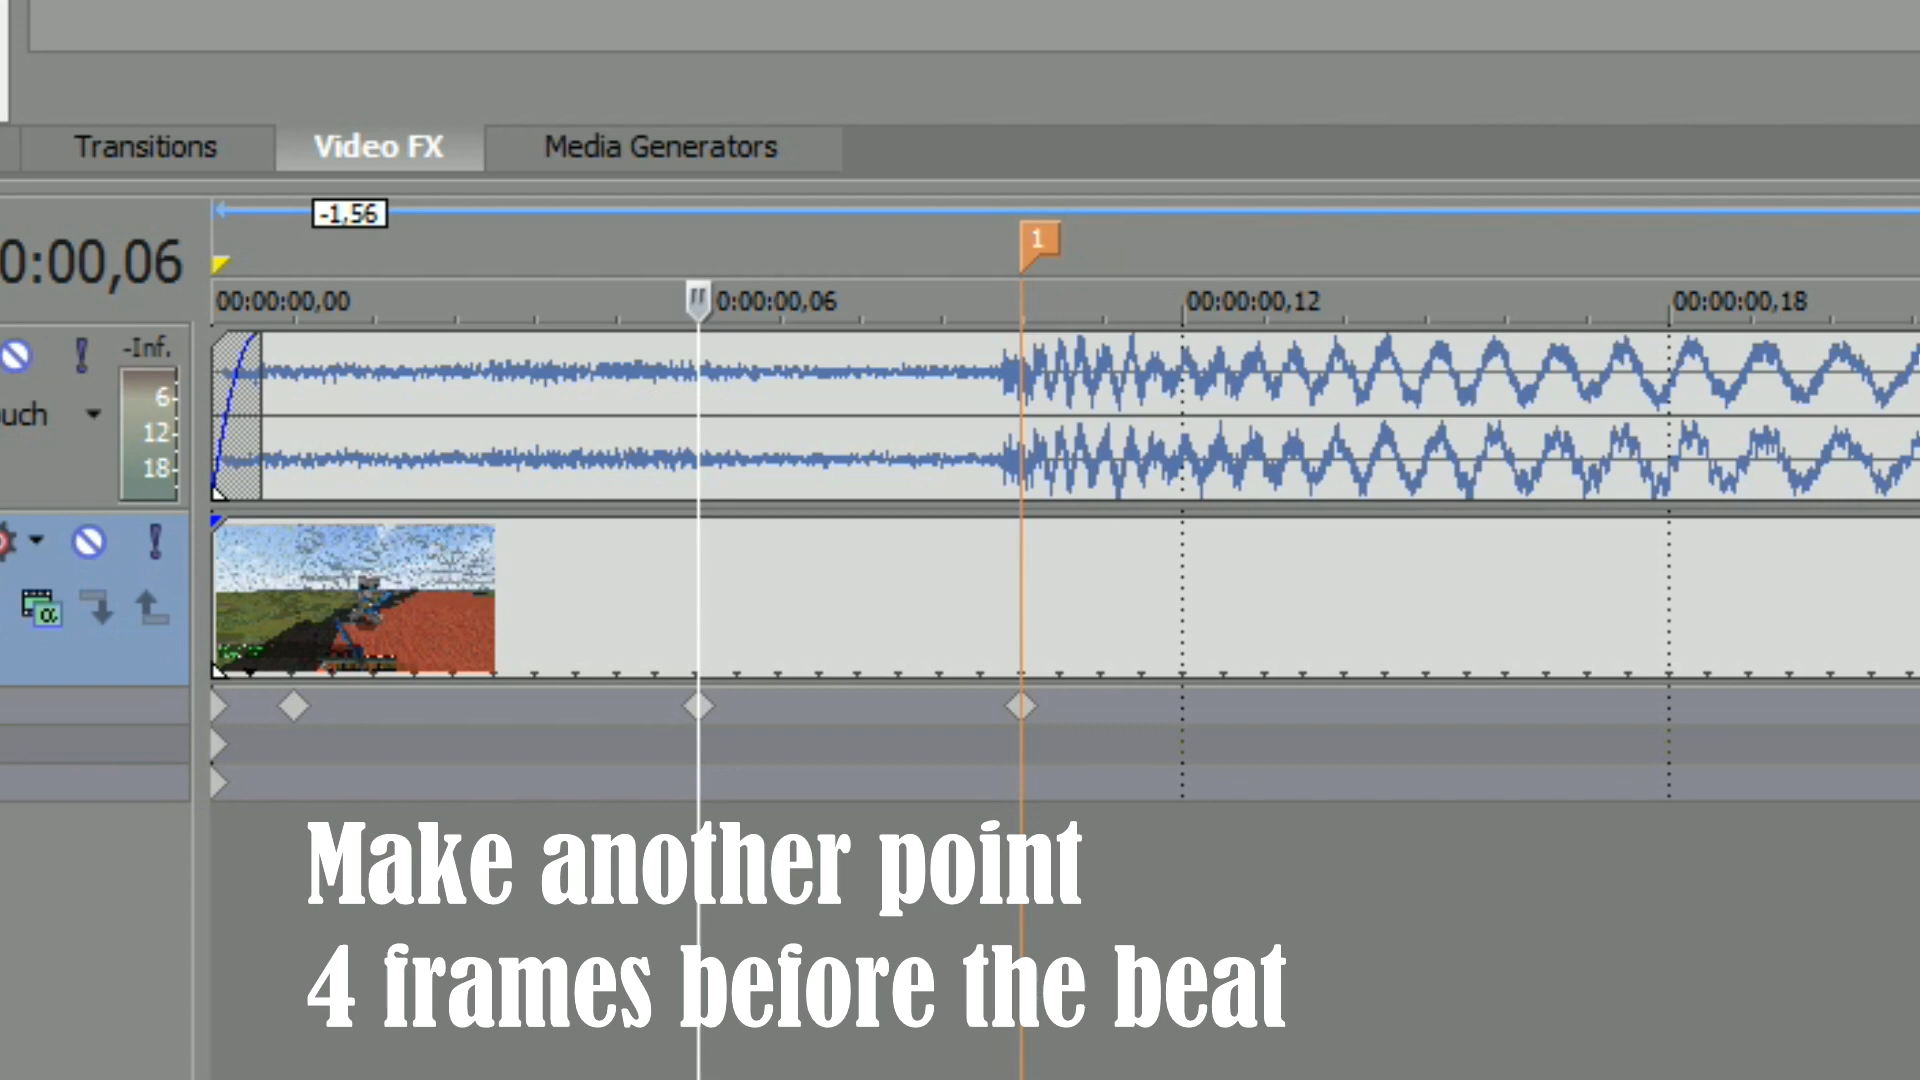 Transitions Video FX Media Generators
-1,56
0:00,06
1
00:00:00,00 0:00:00,06 00:00:00,12 00:00:00,18
-Inf.
6
uch
12
18
α
Make another point
4 frames before the beat